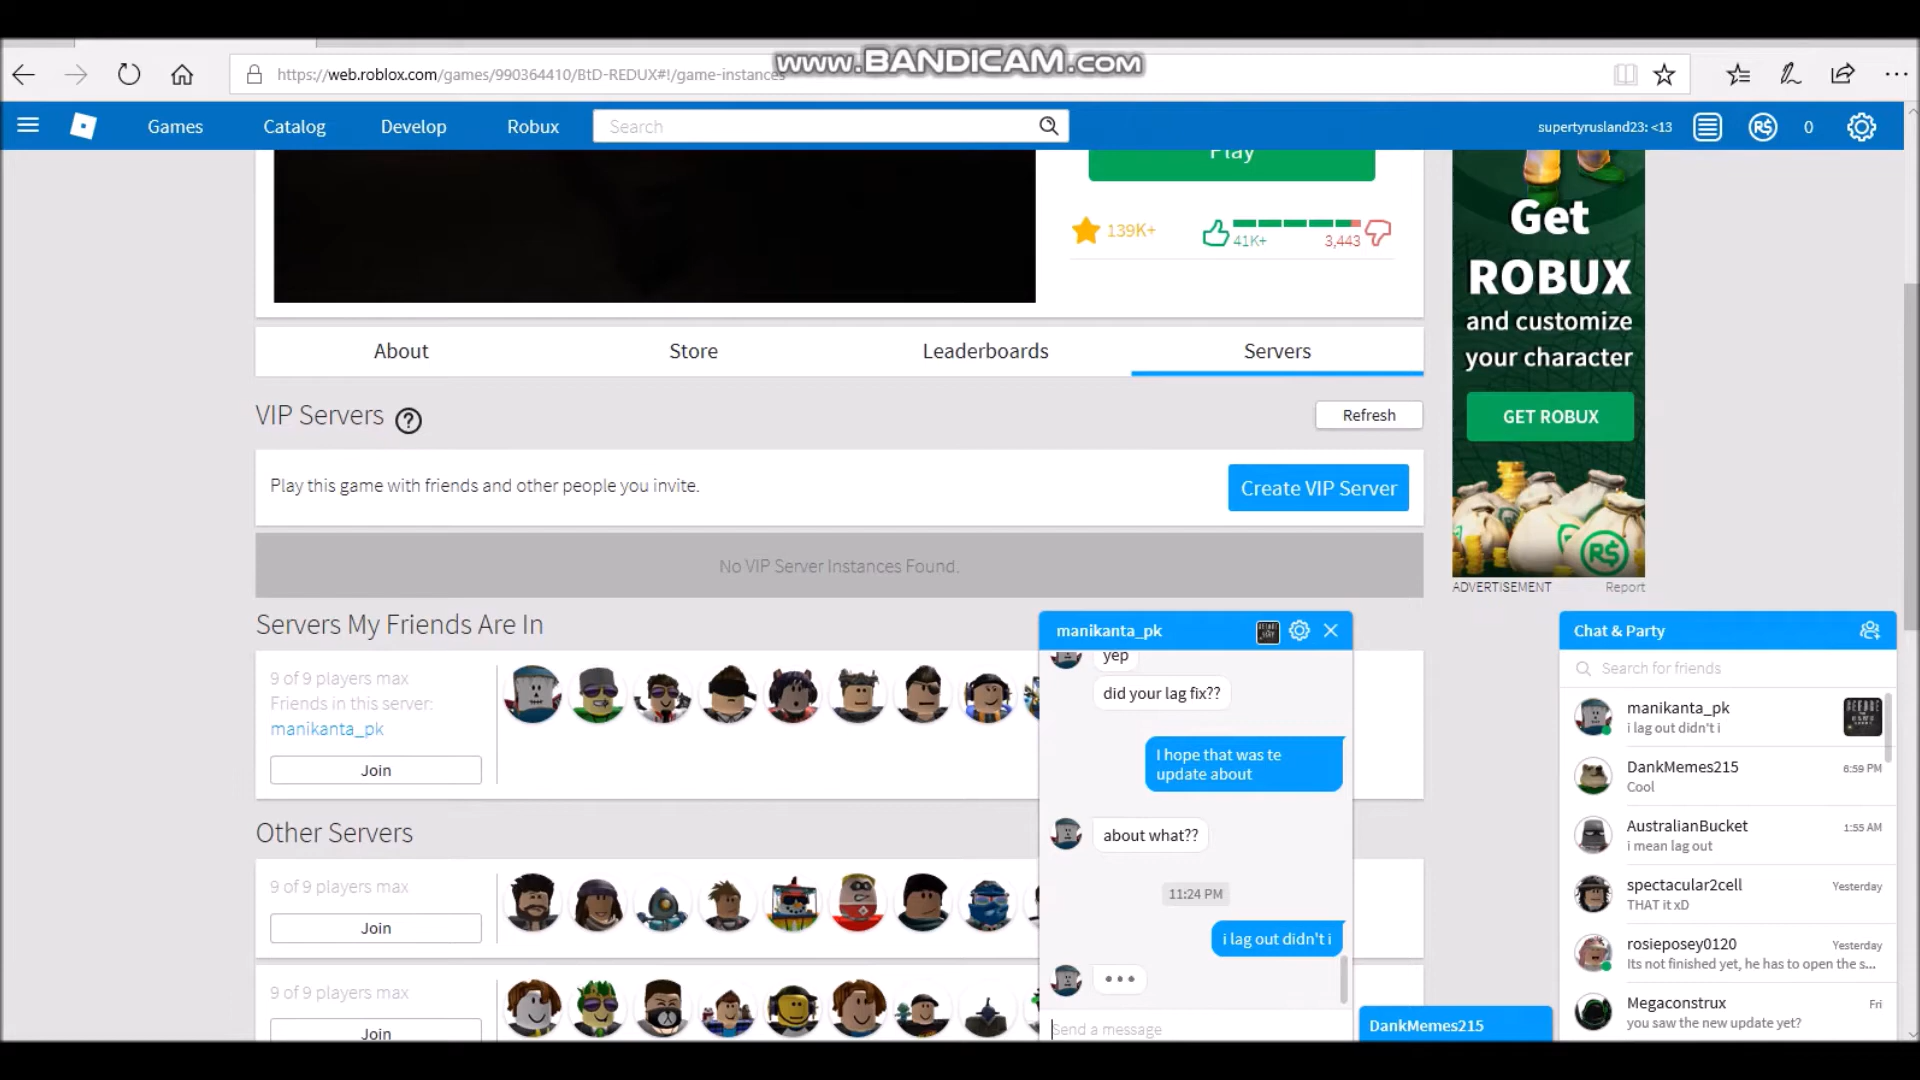 www.BANDICAM.com
https://web.roblox.com/games/990364410/BtD-REDUX#!/game-instances
Games
Catalog
Develop
Robux
Search
supertyrusland23: <13
R$
0
Play
139K+
41K+
3,443
Get
ROBUX
and customize
your character
GET ROBUX
R$
ADVERTISEMENT
Report
About
Store
Leaderboards
Servers
VIP Servers
Refresh
Play this game with friends and other people you invite.
Create VIP Server
No VIP Server Instances Found.
Servers My Friends Are In
9 of 9 players max
Friends in this server:
manikanta_pk
Join
Other Servers
9 of 9 players max
Join
9 of 9 players max
Join
manikanta_pk
yep
did your lag fix??
I hope that was te
update about
about what??
11:24 PM
i lag out didn't i
Send a message
DankMemes215
Chat & Party
Search for friends
manikanta_pk
i lag out didn't i
DankMemes215
6:59 PM
Cool
AustralianBucket
1:55 AM
i mean lag out
spectacular2cell
Yesterday
THAT it xD
rosieposey0120
Yesterday
Its not finished yet, he has to open the s...
Megaconstrux
Fri
you saw the new update yet?